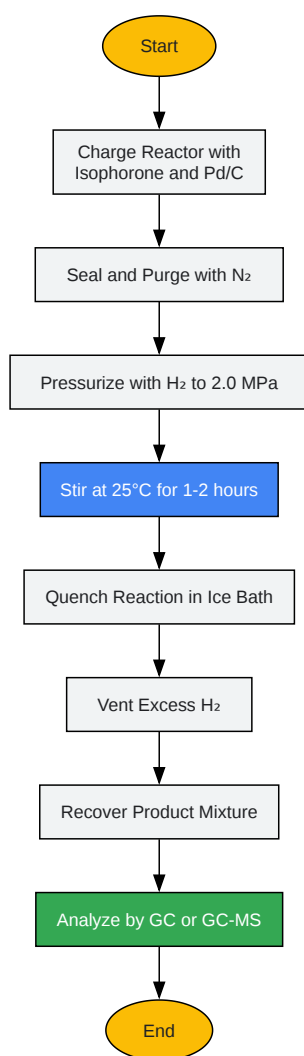 Start
Charge Reactor with
Isophorone and Pd/C
Seal and Purge with N₂
Pressurize with H₂ to 2.0 MPa
Stir at 25°C for 1-2 hours
Quench Reaction in Ice Bath
Vent Excess H₂
Recover Product Mixture
Analyze by GC or GC-MS
End